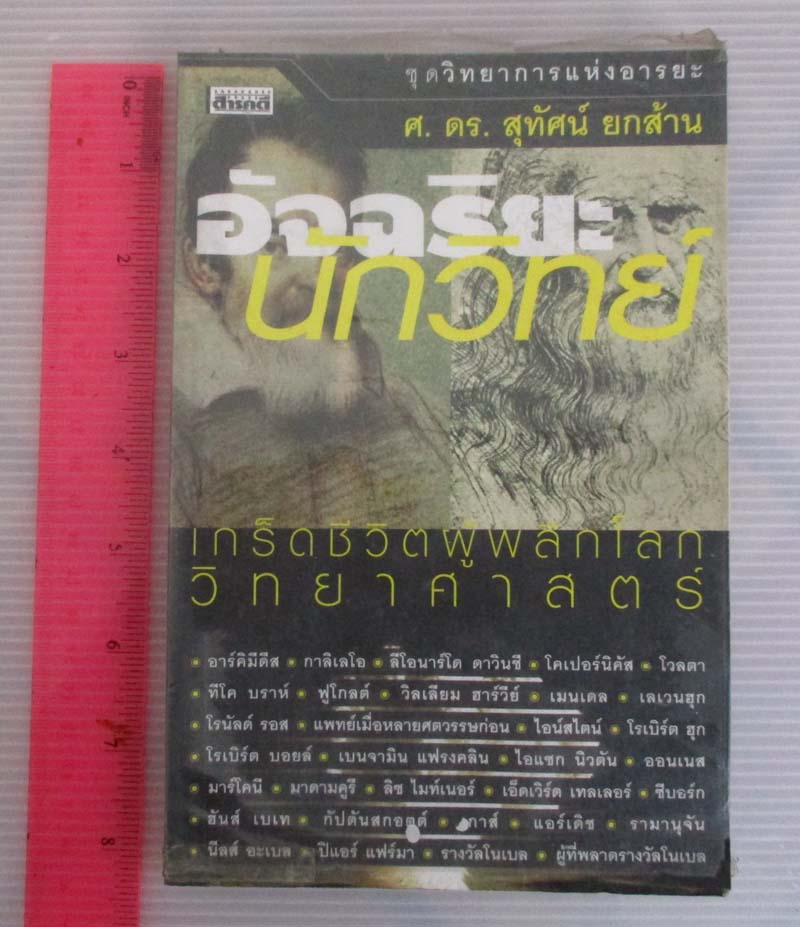 สารคดี
ชุดวิทยาการแห่งอารยะ
ศ. ดร. สุทัศน์ ยกส้าน
อัจฉริยะ
นักวิทย์
เกร็ดชีวิตผู้พลิกโลก
วิทยาศาสตร์
• อาร์คิมีดีส • กาลิเลโอ • ลีโอนาร์โด ดาวินชี • โคเปอร์นิคัส • โวลตา
• ทีโค บราห์ • ฟูโกลต์ • วิลเลียม ฮาร์วีย์ • เมนเดล • เลเวนฮุก
• โรนัลด์ รอส • แพทย์เมื่อหลายศตวรรษก่อน • ไอน์สไตน์ • โรเบิร์ต ฮุก
• โรเบิร์ต บอยล์ • เบนจามิน แฟรงคลิน • ไอแซก นิวตัน • ออนเนส
• มาร์โคนี • มาดามคูรี • ลิซ ไมท์เนอร์ • เอ็ดเวิร์ด เทลเลอร์ • ซีบอร์ก
• ฮันส์ เบเท • กัปตันสกอตต์ • กาส์ • แอร์เดิช • รามานุจัน
• นีลส์ อะเบล • ปิแอร์ แฟร์มา • รางวัลโนเบล • ผู้ที่พลาดรางวัลโนเบล
0
INCH
1
2
3
4
5
6
7
8